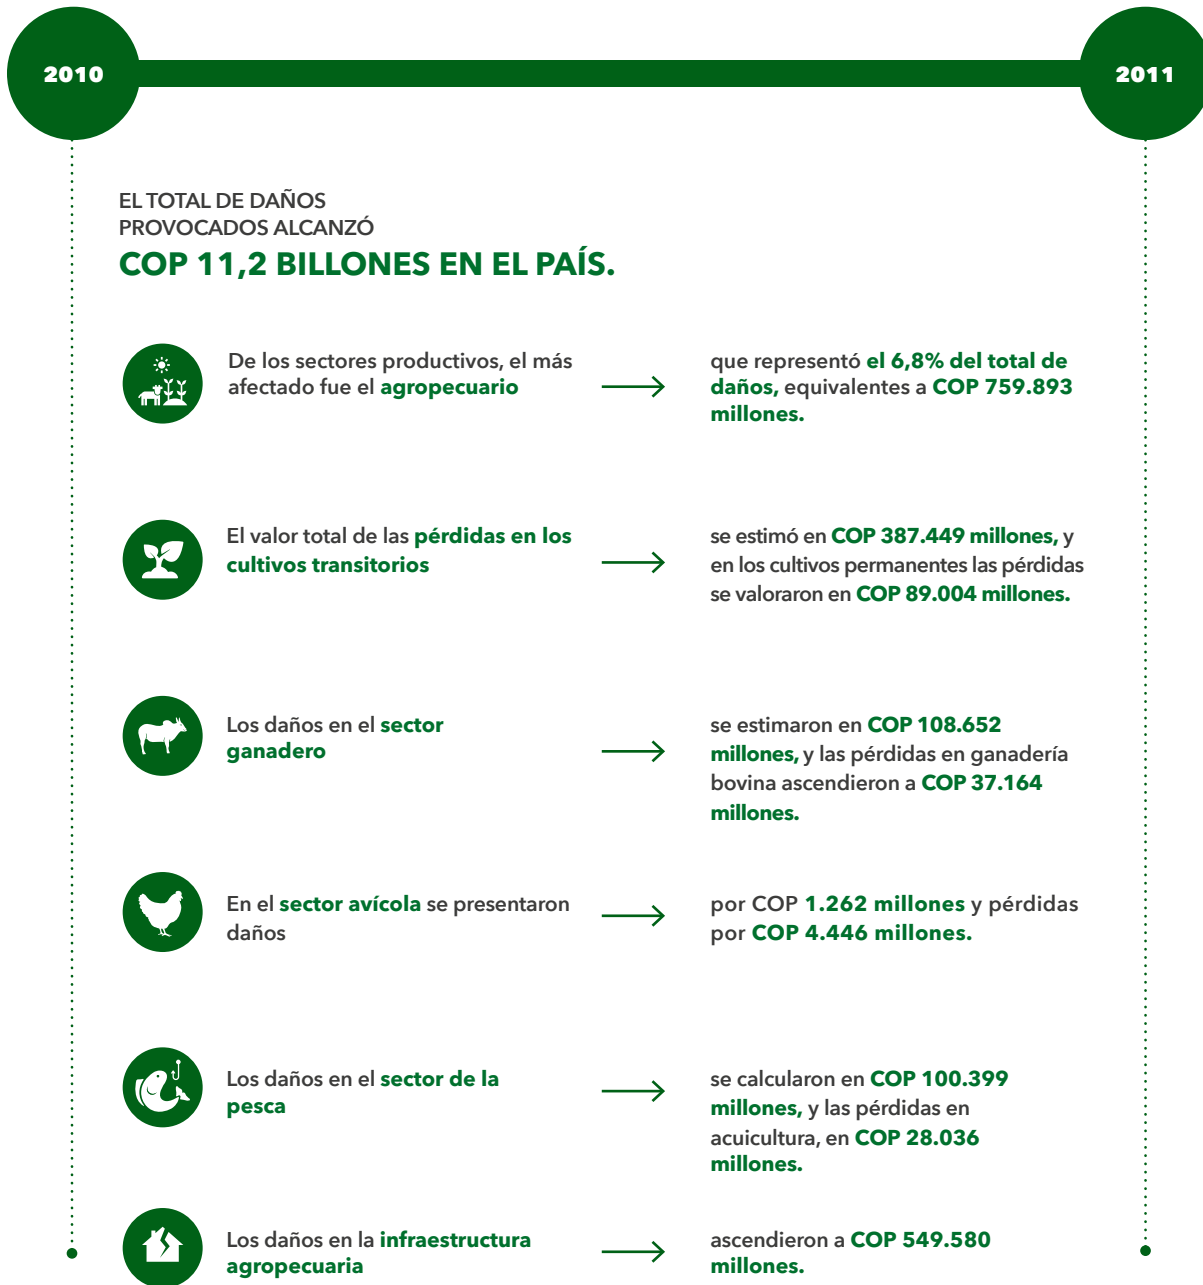 2010
2011
EL TOTAL DE DAÑOS
PROVOCADOS ALCANZÓ
COP 11,2 BILLONES EN EL PAÍS.
De los sectores productivos, el más
afectado fue el agropecuario
que representó el 6,8% del total de
daños, equivalentes a COP 759.893
millones.
El valor total de las pérdidas en los
cultivos transitorios
se estimó en COP 387.449 millones, y
en los cultivos permanentes las pérdidas
se valoraron en COP 89.004 millones.
Los daños en el sector
ganadero
se estimaron en COP 108.652
millones, y las pérdidas en ganadería
bovina ascendieron a COP 37.164
millones.
En el sector avícola se presentaron
daños
por COP 1.262 millones y pérdidas
por COP 4.446 millones.
Los daños en el sector de la
pesca
se calcularon en COP 100.399
millones, y las pérdidas en
acuicultura, en COP 28.036
millones.
Los daños en la infraestructura
agropecuaria
ascendieron a COP 549.580
millones.